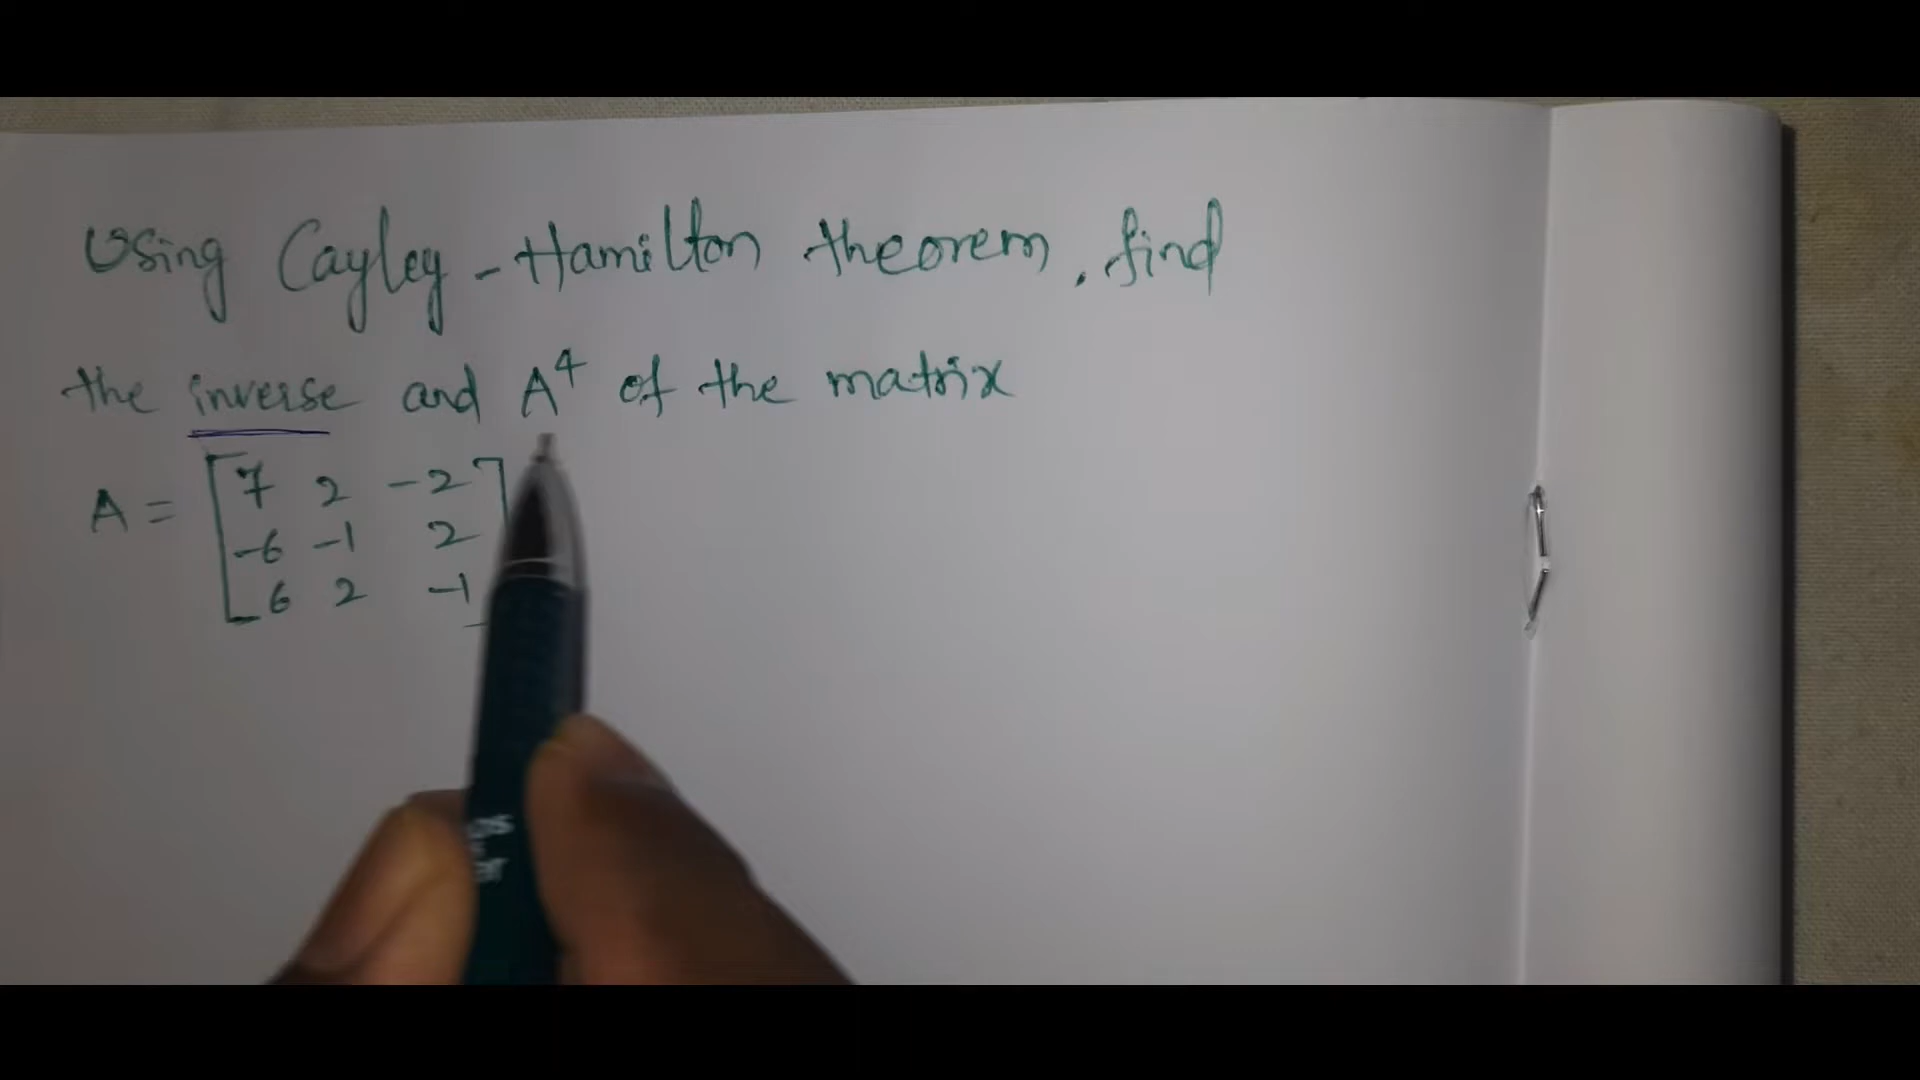 Using Cayley-Hamilton theorem, find
the inverse and A⁴ of the matrix
A = [7 2 -2
-6 -1 2
6 2 -1